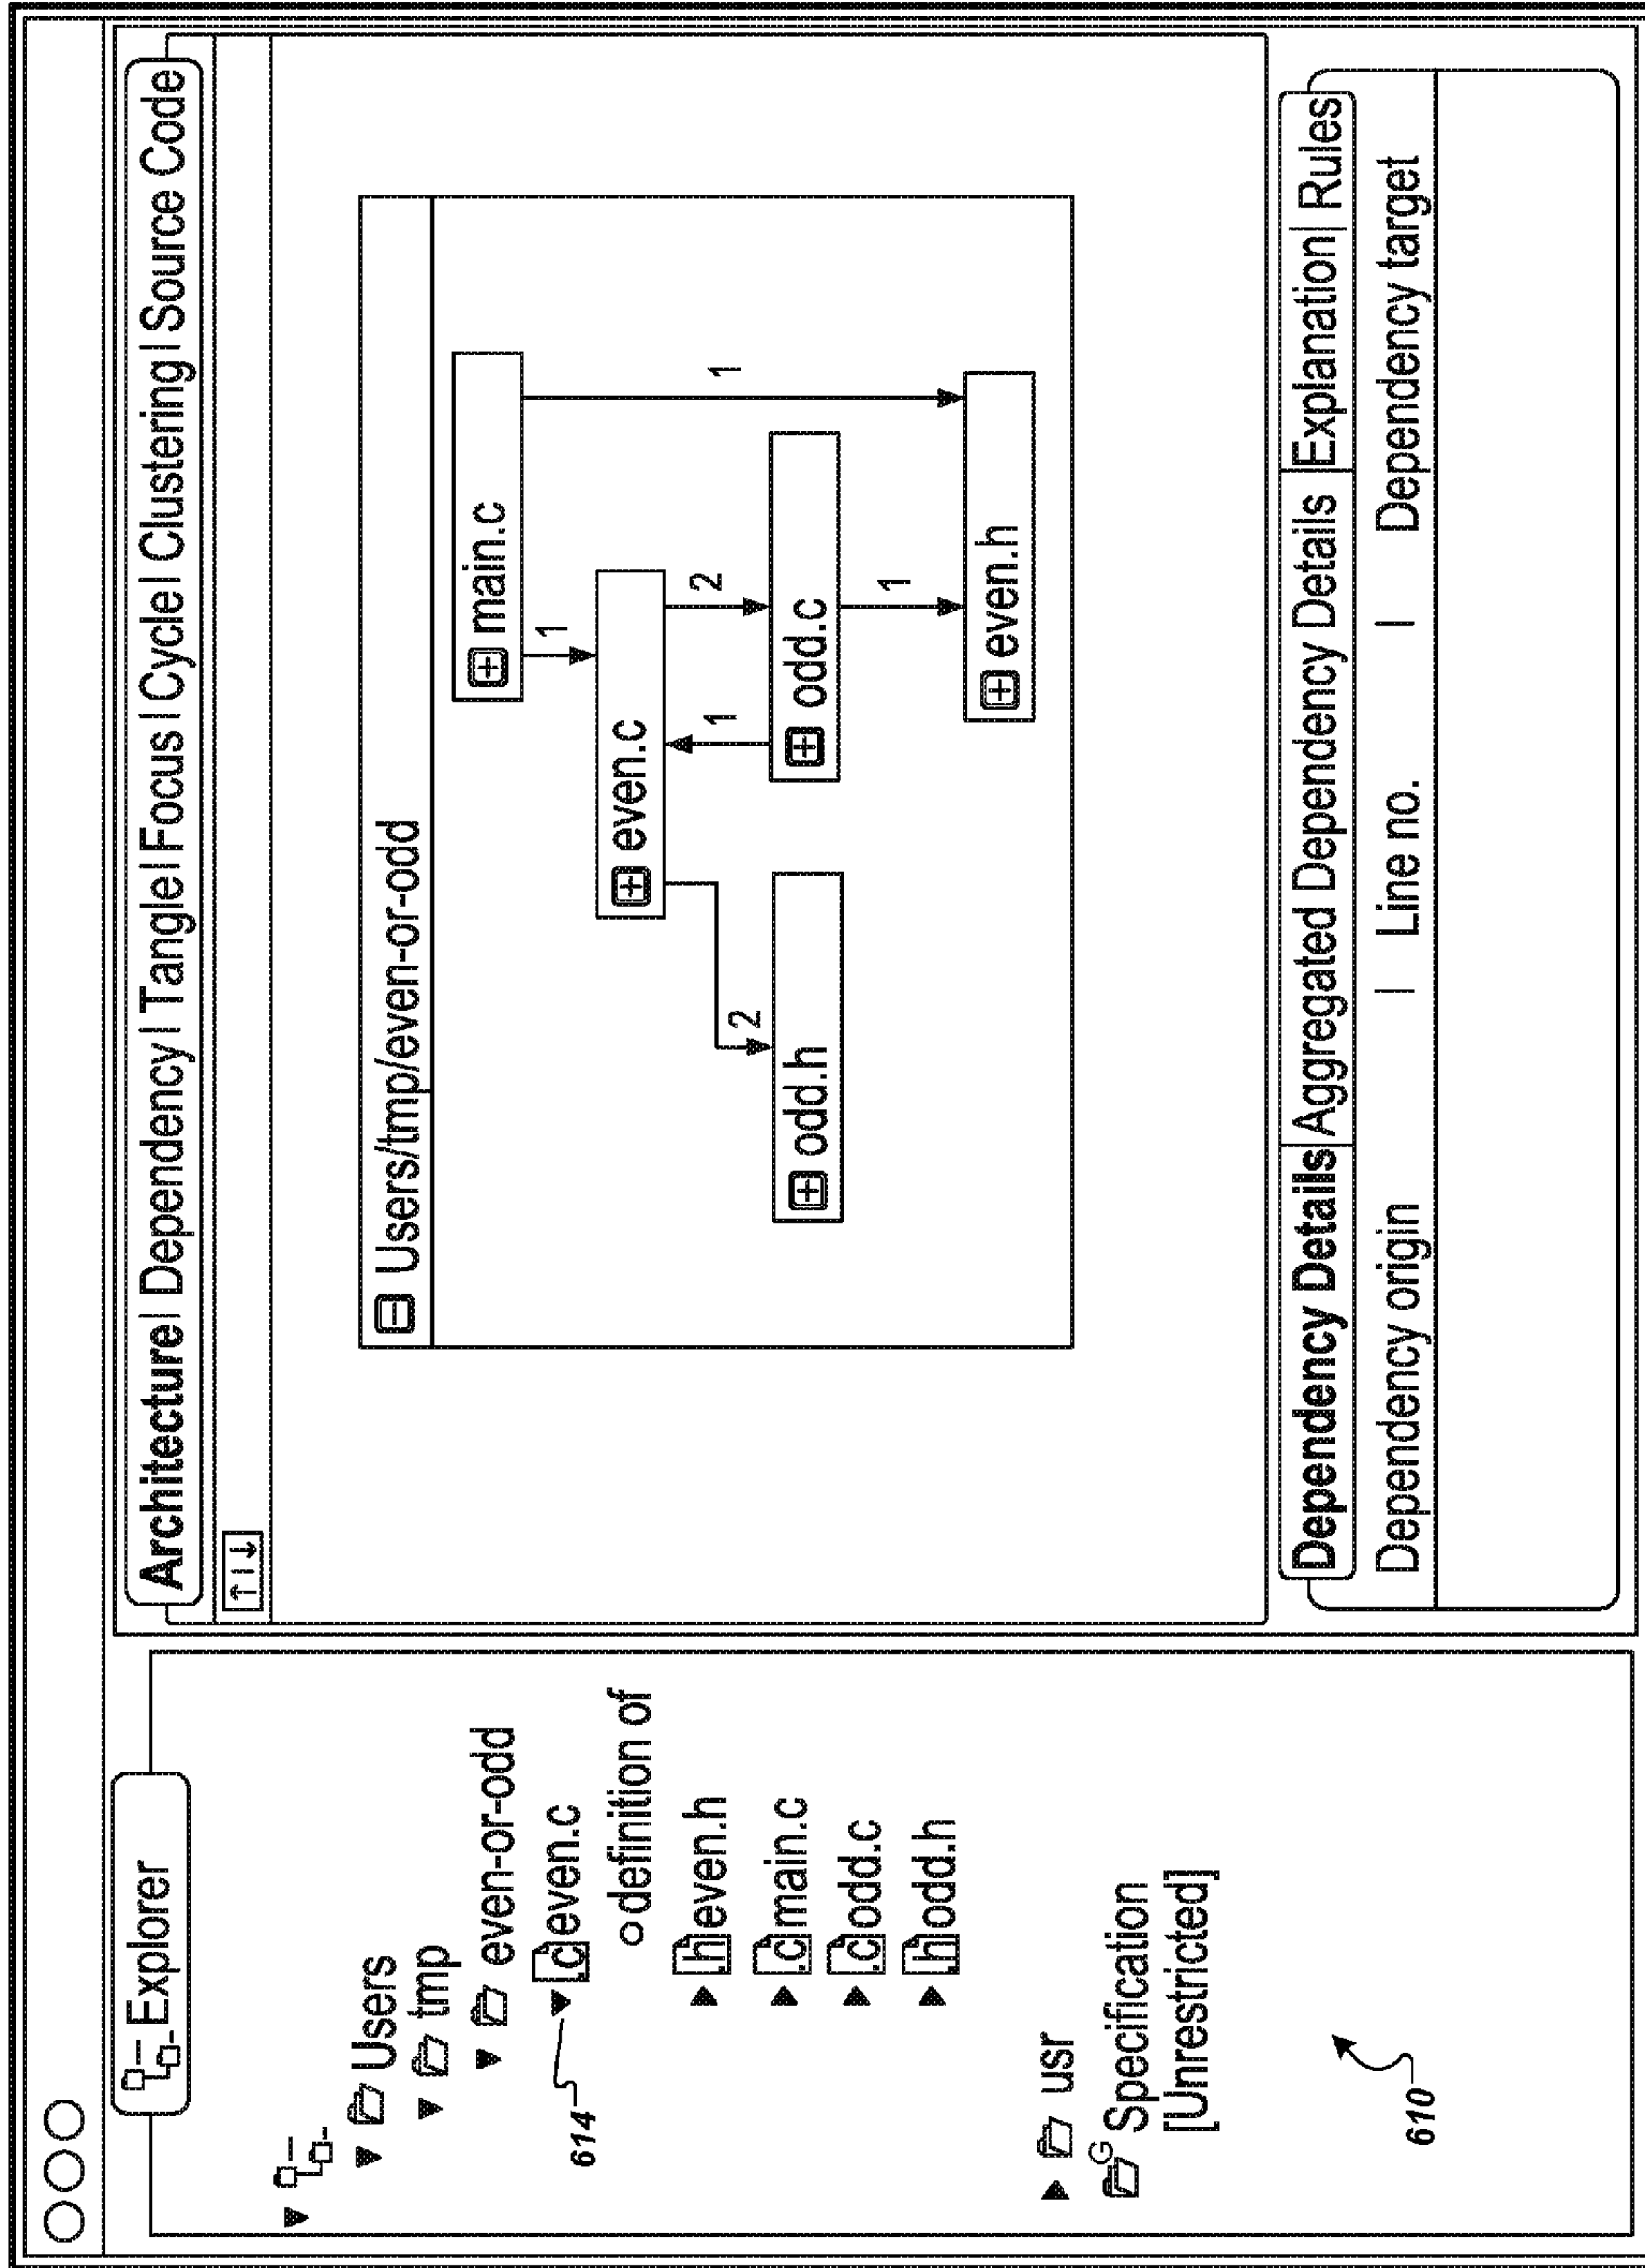 Explorer
Users
tmp
even-or-odd
.c even.c
definition of
.h even.h
.c main.c
.c odd.c
.h odd.h
usr
G
Specification
[Unrestricted]
614
610
Architecture | Dependency | Tangle | Focus | Cycle | Clustering | Source Code
↑ | ↓
Users/tmp/even-or-odd
main.c
1
1
even.c
1
2
2
odd.h
odd.c
1
even.h
Dependency Details | Aggregated Dependency Details | Explanation | Rules
Dependency origin | Line no. | Dependency target